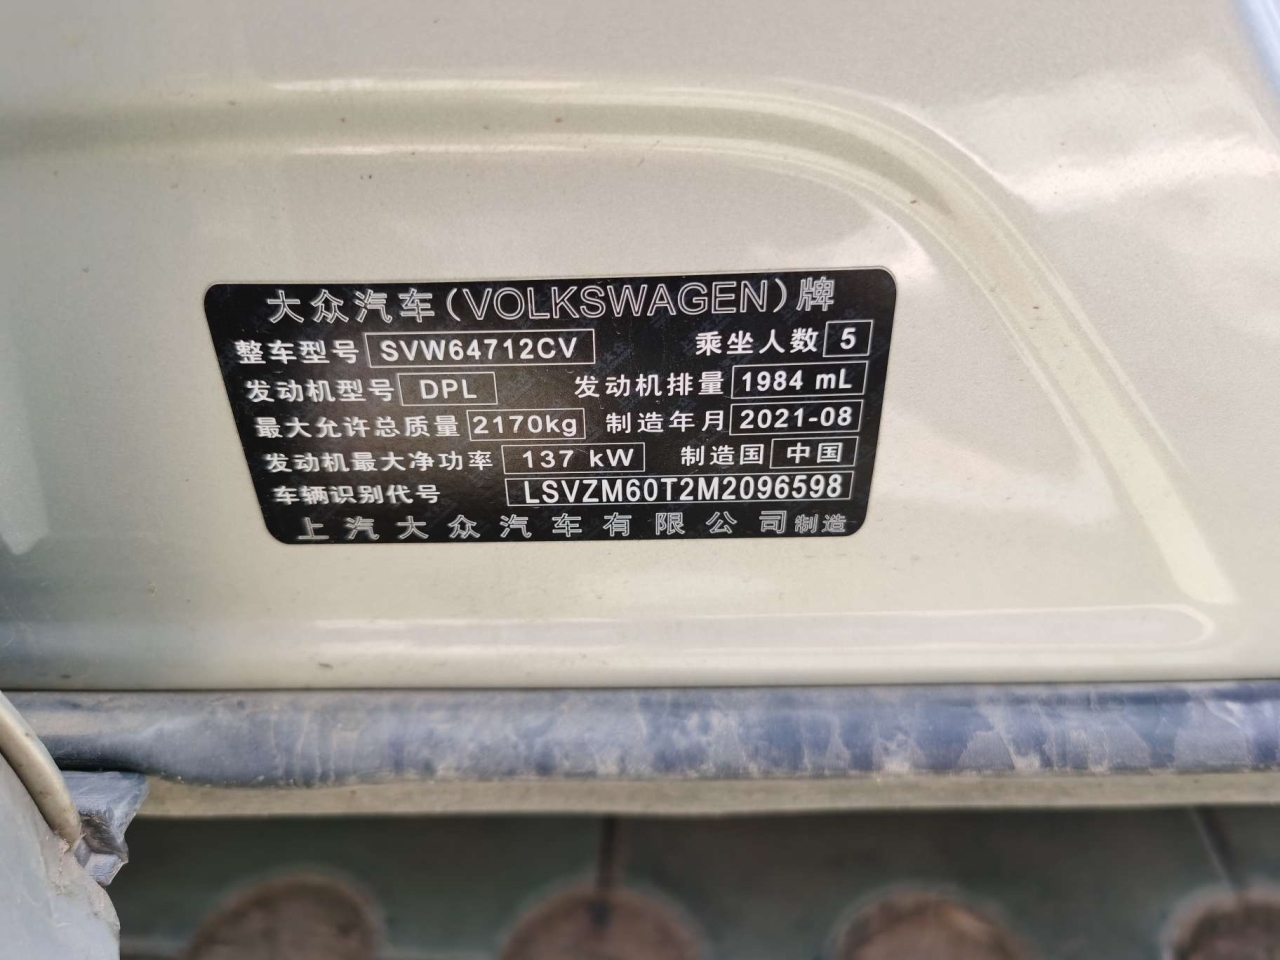 大众汽车(VOLKSWAGEN)牌
整车型号 SVW64712CV 乘坐人数 5
发动机型号 DPL 发动机排量 1984 mL
最大允许总质量 2170kg 制造年月 2021-08
发动机最大净功率 137 kW 制造国 中国
车辆识别代号 LSVZM60T2M2096598
上汽大众汽车有限公司制造